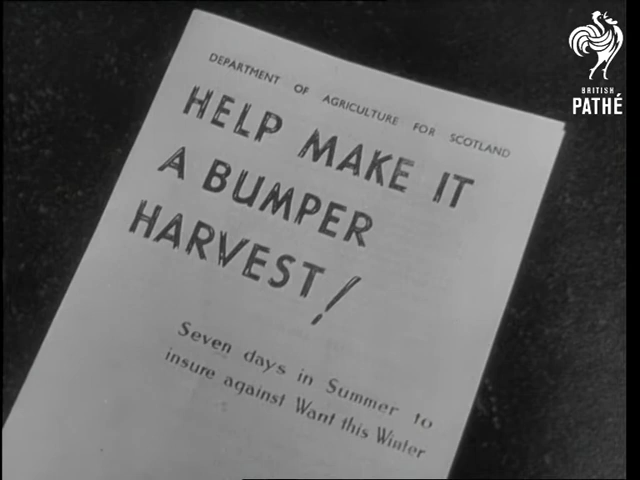 DEPARTMENT OF AGRICULTURE FOR SCOTLAND
HELP MAKE IT
A BUMPER
HARVEST!
Seven days in Summer to
insure against Want this Winter
BRITISH
PATHÉ